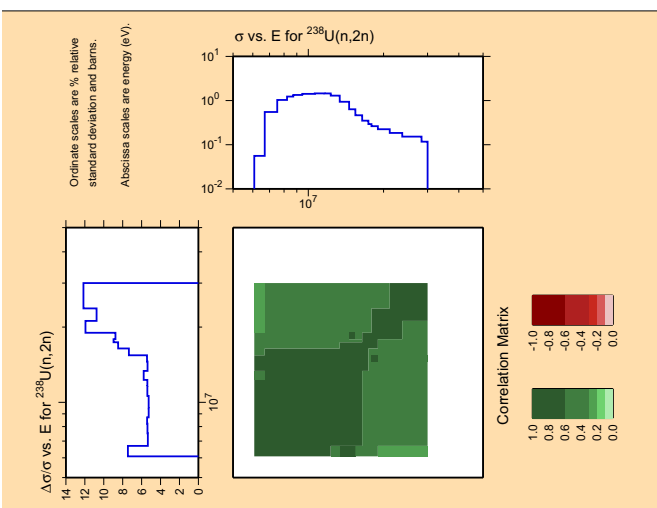 Ordinate scales are % relative
standard deviation and barns.
Abscissa scales are energy (eV).
σ vs. E for ²³⁸U(n,2n)
10¹
10⁰
10⁻¹
10⁻²
10⁷
Δσ/σ vs. E for ²³⁸U(n,2n)
14 12 10 8 6 4 2 0
10⁷
Correlation Matrix
-1.0 -0.8 -0.6 -0.4 -0.2 0.0
1.0 0.8 0.6 0.4 0.2 0.0